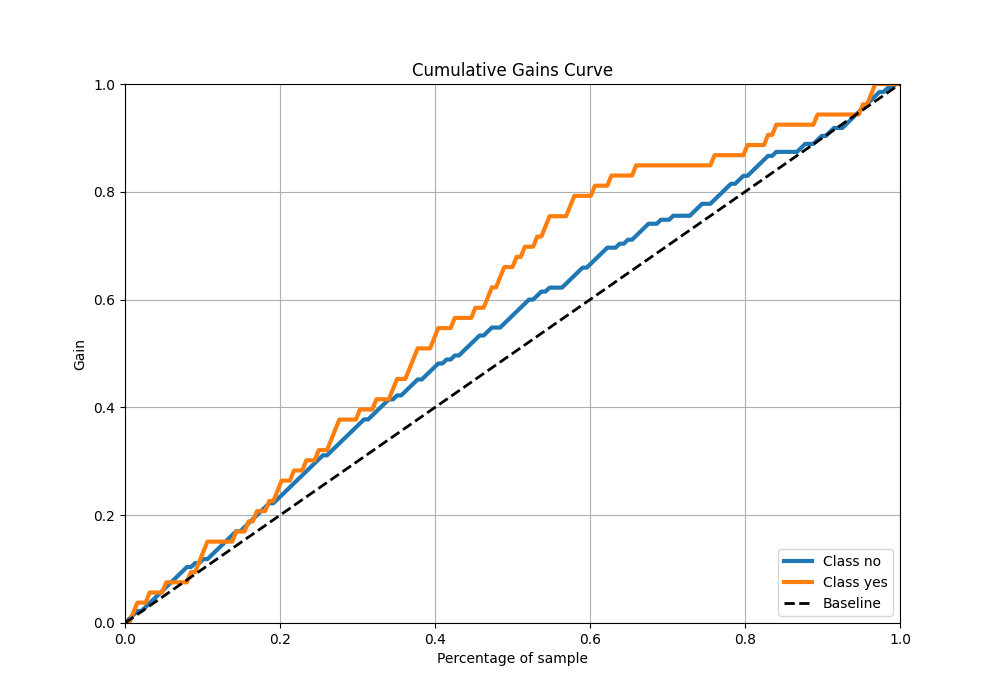 Cumulative Gains Curve
1.0
0.8
0.6
0.4
0.2
0.0
Gain
0.0 0.2 0.4 0.6 0.8 1.0
Percentage of sample
Class no
Class yes
Baseline